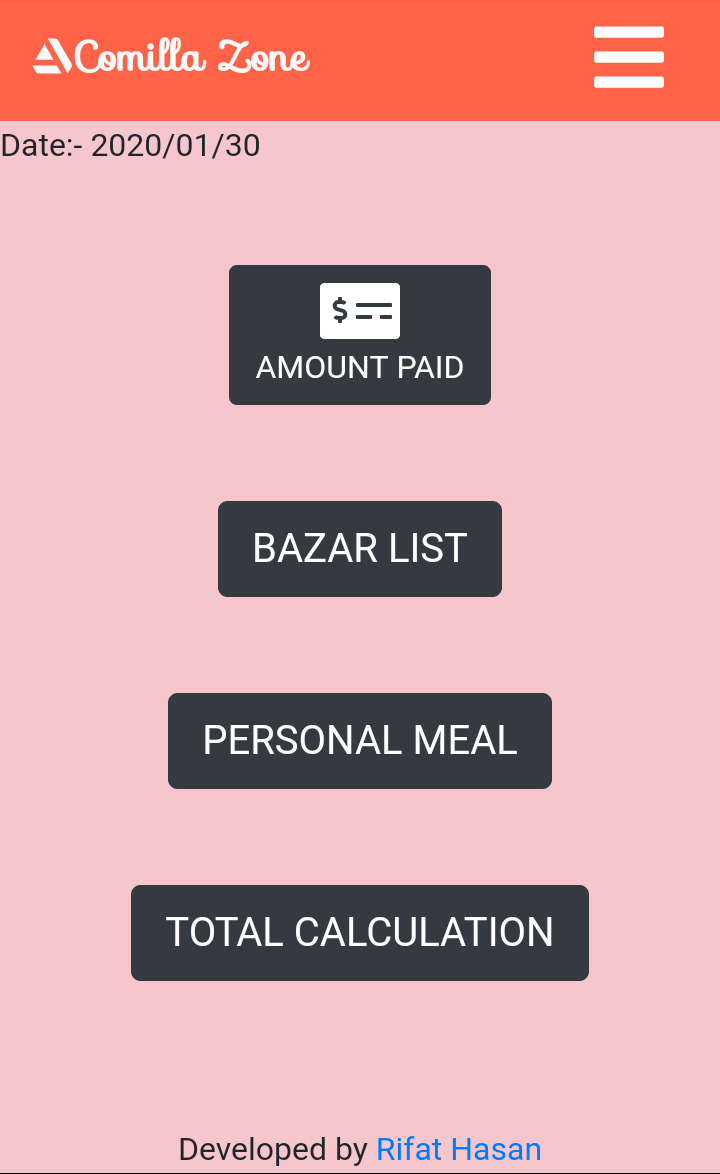 Comilla Zone
Date:- 2020/01/30
$
AMOUNT PAID
BAZAR LIST
PERSONAL MEAL
TOTAL CALCULATION
Developed by Rifat Hasan